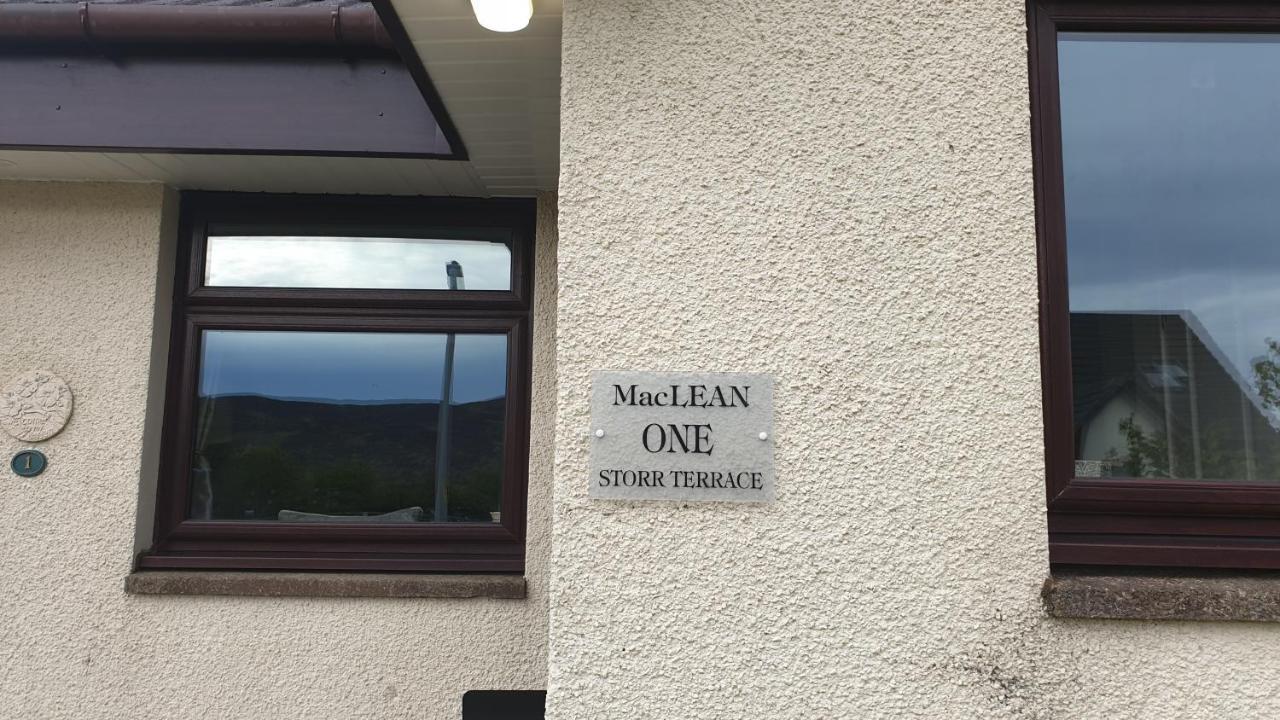 MacLEAN
ONE
STORR TERRACE
1